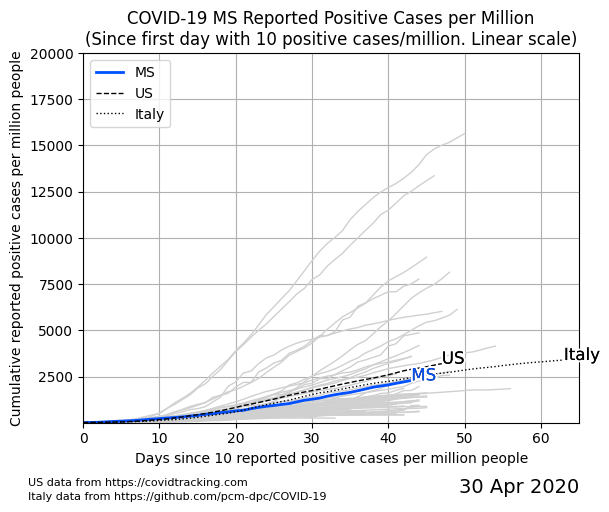 COVID-19 MS Reported Positive Cases per Million
(Since first day with 10 positive cases/million. Linear scale)
Cumulative reported positive cases per million people
20000
17500
15000
12500
10000
7500
5000
2500
MS
US
Italy
US
MS
Italy
0
10
20
30
40
50
60
Days since 10 reported positive cases per million people
US data from https://covidtracking.com
Italy data from https://github.com/pcm-dpc/COVID-19
30 Apr 2020